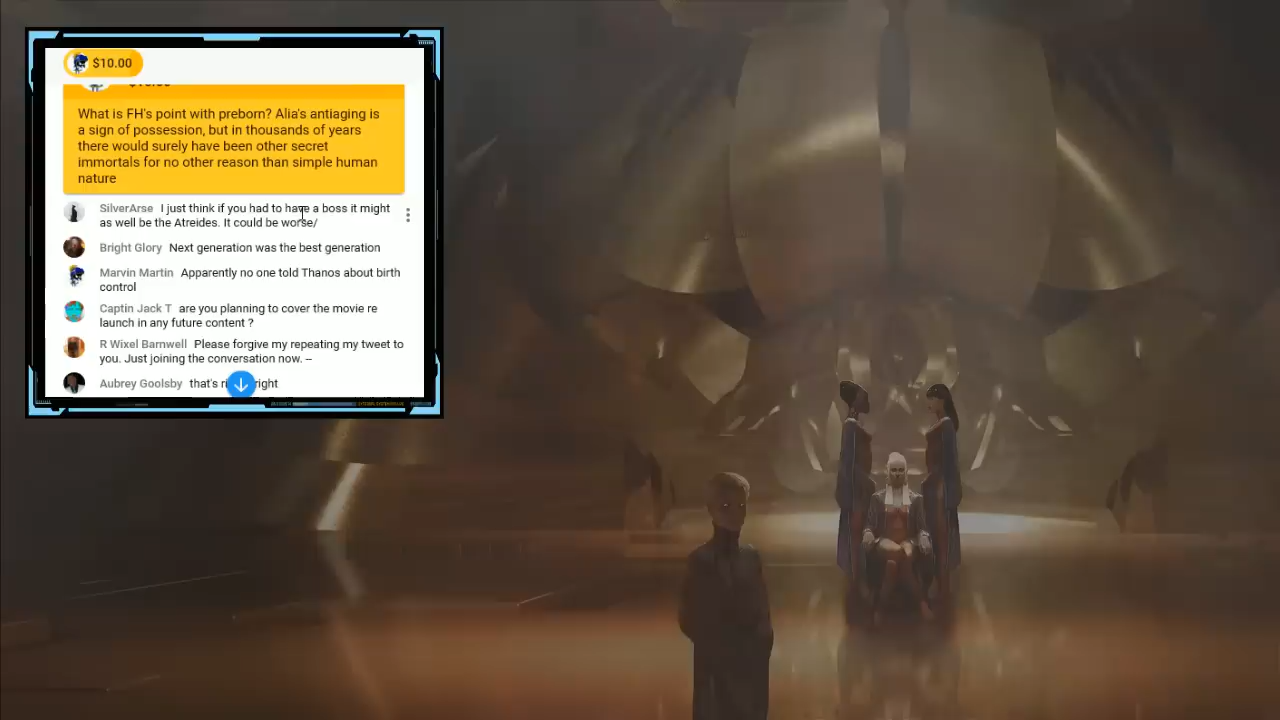 $10.00
What is FH's point with preborn? Alia's antiaging is
a sign of possession, but in thousands of years
there would surely have been other secret
immortals for no other reason than simple human
nature
SilverArse I just think if you had to have a boss it might
as well be the Atreides. It could be worse/
Bright Glory Next generation was the best generation
Marvin Martin Apparently no one told Thanos about birth
control
Captin Jack T are you planning to cover the movie re
launch in any future content ?
R Wixel Barnwell Please forgive my repeating my tweet to
you. Just joining the conversation now. --
Aubrey Goolsby that's right